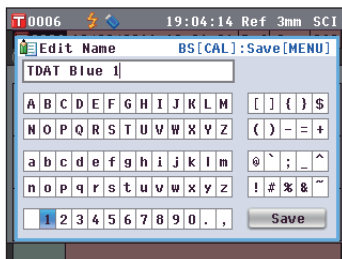 T 0006 19:04:14 Ref 3mm SCI
Edit Name BS[CAL]:Save[MENU]
TDAT Blue 1
A B C D E F G H I J K L M [ ] { } $
N O P Q R S T U V W X Y Z ( ) - = +
a b c d e f g h i j k l m @ ` ; _ ^
n o p q r s t u v w x y z ! # % & ~
1 2 3 4 5 6 7 8 9 0 . , Save